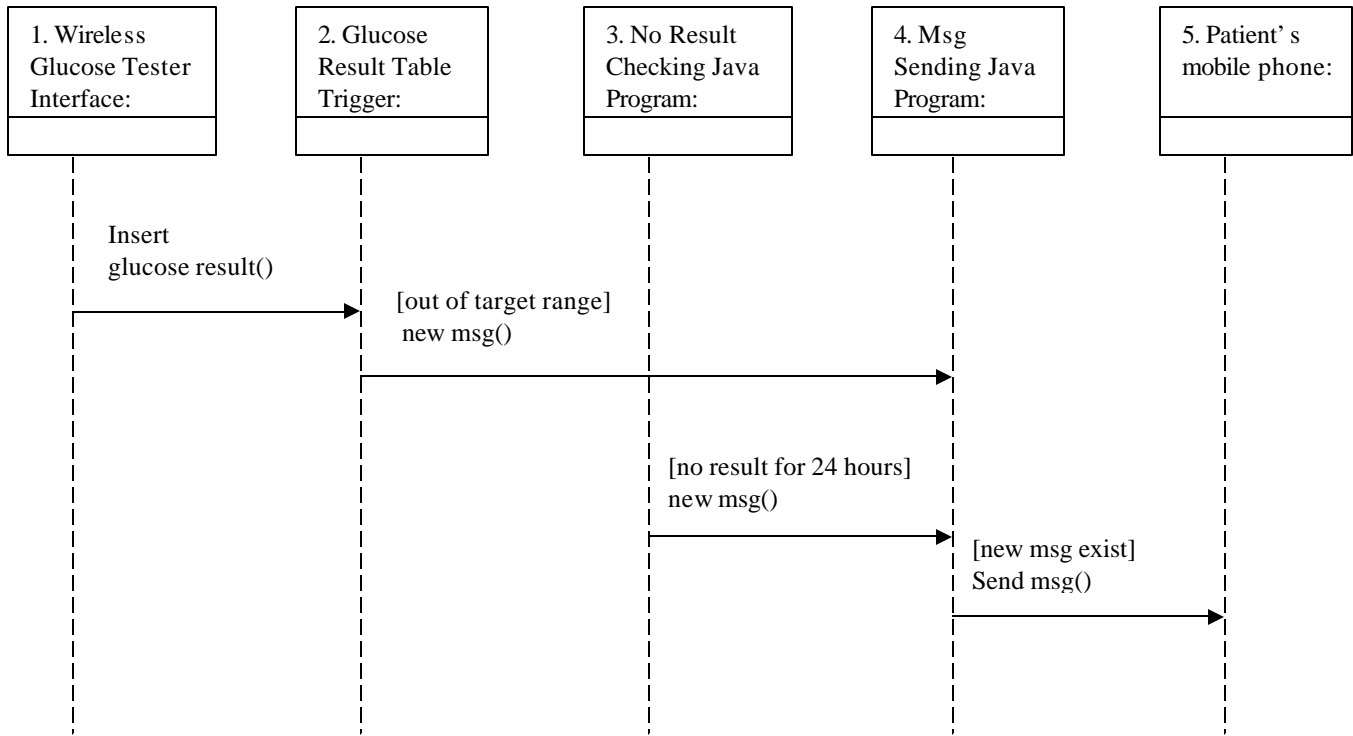 1. Wireless
Glucose Tester
Interface:
2. Glucose
Result Table
Trigger:
3. No Result
Checking Java
Program:
4. Msg
Sending Java
Program:
5. Patient’ s
mobile phone:
Insert
glucose result()
[out of target range]
new msg()
[no result for 24 hours]
new msg()
[new msg exist]
Send msg()